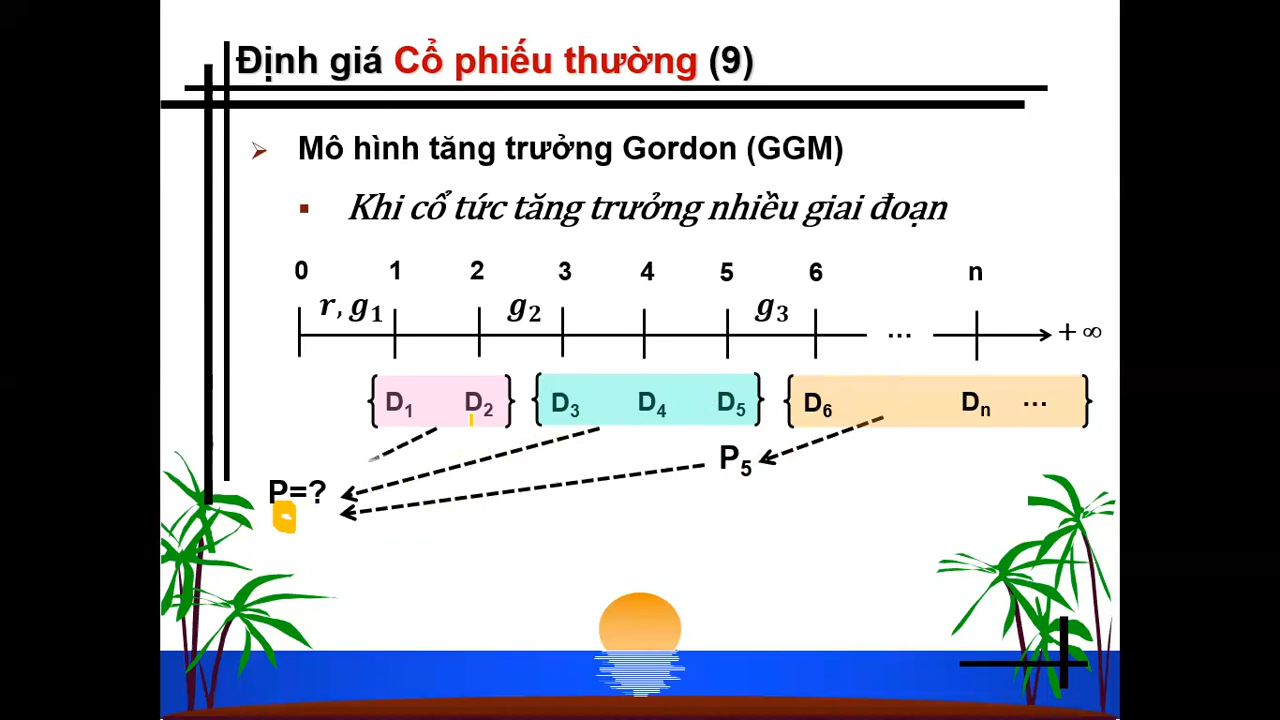 Định giá Cổ phiếu thường (9)
Mô hình tăng trưởng Gordon (GGM)
Khi cổ tức tăng trưởng nhiều giai đoạn
0 1 2 3 4 5 6 n
r, g₁ g₂ g₃
... +∞
{D₁ D₂} {D₃ D₄ D₅} {D₆ Dₙ ...}
P₅
P=?